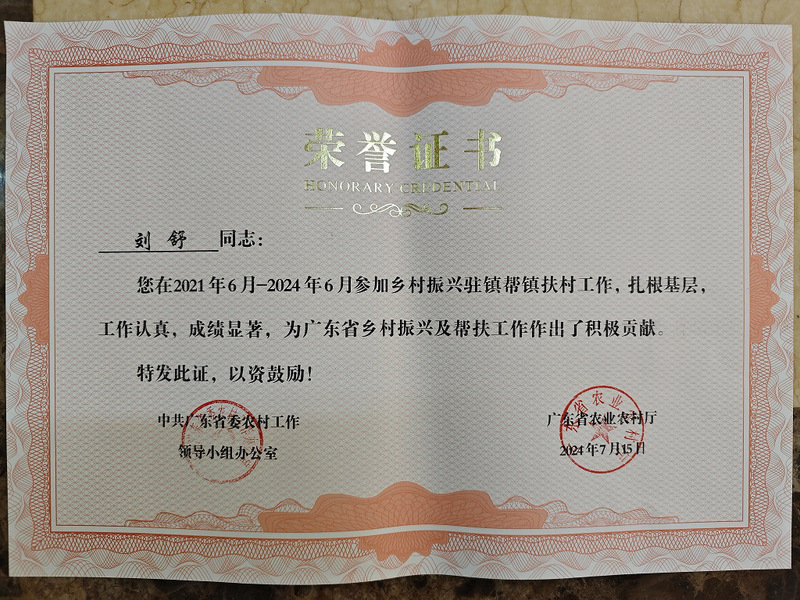 荣誉证书
HONORARY CREDENTIAL
刘 舒 同志：
您在2021年6月-2024年6月参加乡村振兴驻镇帮镇扶村工作，扎根基层，
工作认真，成绩显著，为广东省乡村振兴及帮扶工作作出了积极贡献。
特发此证，以资鼓励！
中共广东省委农村工作
领导小组办公室
广东省农业农村厅
2024年7月15日